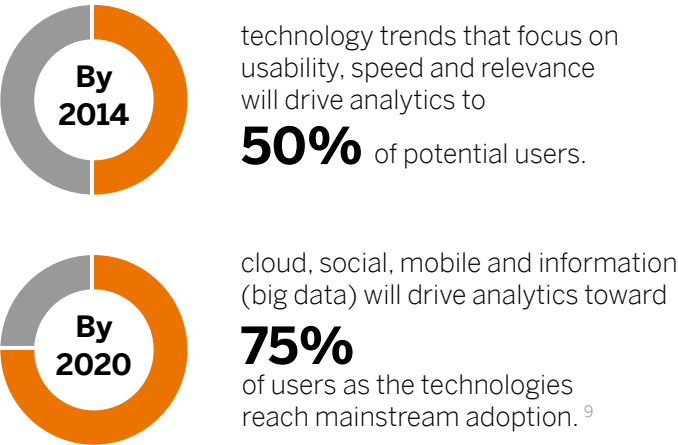 By
2014
technology trends that focus on
usability, speed and relevance
will drive analytics to
50% of potential users.
By
2020
cloud, social, mobile and information
(big data) will drive analytics toward
75%
of users as the technologies
reach mainstream adoption. 9